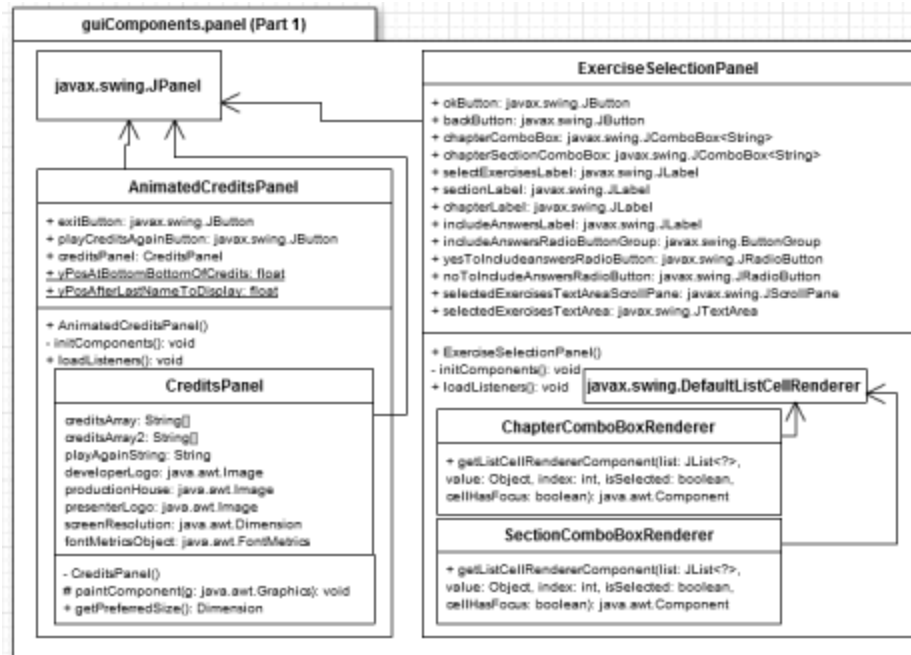 guiComponents.panel (Part 1)
javax.swing.JPanel
AnimatedCreditsPanel
+ exitButton: javax.swing.JButton
+ playCreditsAgainButton: javax.swing.JButton
+ creditsPanel: CreditsPanel
+ yPosAtBottomBottomOfCredits: float
+ yPosAfterLastNameToDisplay: float
+ AnimatedCreditsPanel()
- initComponents(): void
+ loadListeners(): void
CreditsPanel
creditsArray: String[]
creditsArray2: String[]
playAgainString: String
developerLogo: java.awt.Image
productionHouse: java.awt.Image
presenterLogo: java.awt.Image
screenResolution: java.awt.Dimension
fontMetricsObject: java.awt.FontMetrics
- CreditsPanel()
# paintComponent(g: java.awt.Graphics): void
+ getPreferredSize(): Dimension
ExerciseSelectionPanel
+ okButton: javax.swing.JButton
+ backButton: javax.swing.JButton
+ chapterComboBox: javax.swing.JComboBox<String>
+ chapterSectionComboBox: javax.swing.JComboBox<String>
+ selectExercisesLabel: javax.swing.JLabel
+ sectionLabel: javax.swing.JLabel
+ chapterLabel: javax.swing.JLabel
+ includeAnswersLabel: javax.swing.JLabel
+ includeAnswersRadioButtonGroup: javax.swing.ButtonGroup
+ yesToIncludeanswersRadioButton: javax.swing.JRadioButton
+ noToIncludeAnswersRadioButton: javax.swing.JRadioButton
+ selectedExercisesTextAreaScrollPane: javax.swing.JScrollPane
+ selectedExercisesTextArea: javax.swing.JTextArea
+ ExerciseSelectionPanel()
- initComponents(): void
+ loadListeners(): void
javax.swing.DefaultListCellRenderer
ChapterComboBoxRenderer
+ getListCellRendererComponent(list: JList<?>,
value: Object, index: int, isSelected: boolean,
cellHasFocus: boolean): java.awt.Component
SectionComboBoxRenderer
+ getListCellRendererComponent(list: JList<?>,
value: Object, index: int, isSelected: boolean,
cellHasFocus: boolean): java.awt.Component